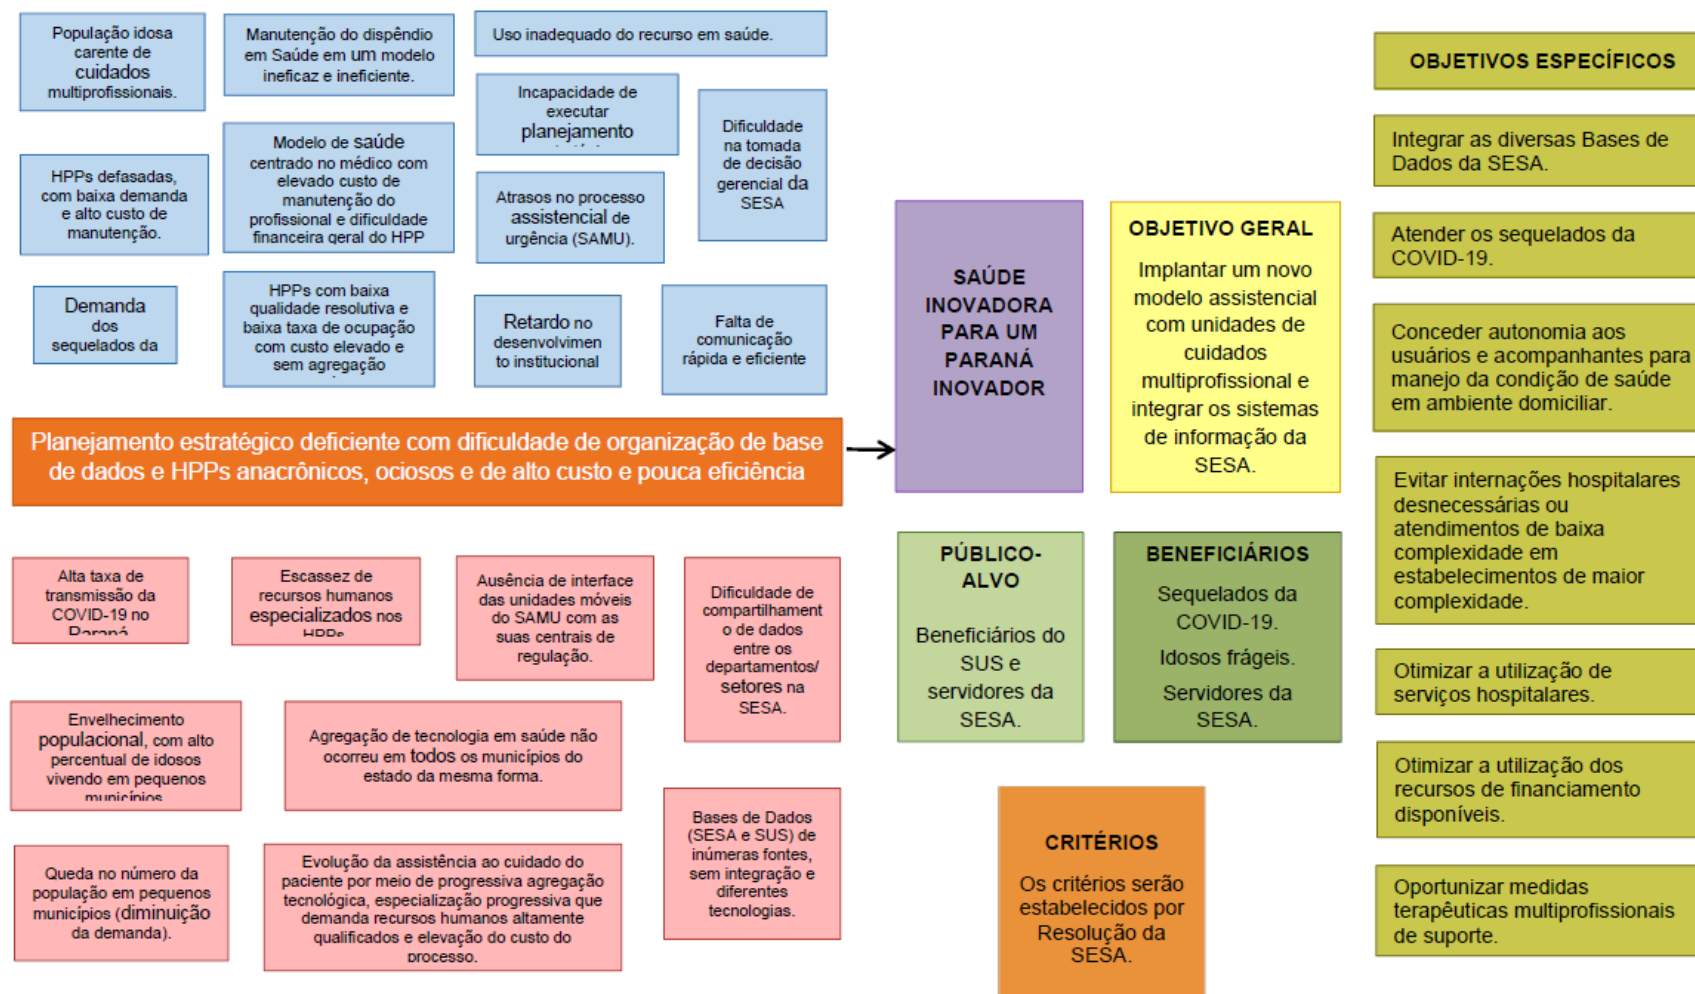 População idosa
carente de
cuidados
multiprofissionais.
Manutenção do dispêndio
em Saúde em um modelo
ineficaz e ineficiente.
Uso inadequado do recurso em saúde.
Incapacidade de
executar
planejamento
Dificuldade
na tomada
de decisão
gerencial da
SESA
HPPs defasadas,
com baixa demanda
e alto custo de
manutenção.
Modelo de saúde
centrado no médico com
elevado custo de
manutenção do
profissional e dificuldade
financeira geral do HPP
Atrasos no processo
assistencial de
urgência (SAMU).
Demanda
dos
sequelados da
HPPs com baixa
qualidade resolutiva e
baixa taxa de ocupação
com custo elevado e
sem agregação
Retardo no
desenvolvimen
to institucional
Falta de
comunicação
rápida e eficiente
Planejamento estratégico deficiente com dificuldade de organização de base
de dados e HPPs anacrônicos, ociosos e de alto custo e pouca eficiência
Alta taxa de
transmissão da
COVID-19 no
Paraná
Escassez de
recursos humanos
especializados nos
HPPs
Ausência de interface
das unidades móveis
do SAMU com as
suas centrais de
regulação.
Dificuldade de
compartilhament
o de dados
entre os
departamentos/
setores na
SESA.
Envelhecimento
populacional, com alto
percentual de idosos
vivendo em pequenos
municípios
Agregação de tecnologia em saúde não
ocorreu em todos os municípios do
estado da mesma forma.
Bases de Dados
(SESA e SUS) de
inúmeras fontes,
sem integração e
diferentes
tecnologias.
Queda no número da
população em pequenos
municípios (diminuição
da demanda).
Evolução da assistência ao cuidado do
paciente por meio de progressiva agregação
tecnológica, especialização progressiva que
demanda recursos humanos altamente
qualificados e elevação do custo do
processo.
SAÚDE
INOVADORA
PARA UM
PARANÁ
INOVADOR
OBJETIVO GERAL
Implantar um novo
modelo assistencial
com unidades de
cuidados
multiprofissional e
integrar os sistemas
de informação da
SESA.
PÚBLICO-
ALVO
Beneficiários do
SUS e
servidores da
SESA.
BENEFICIÁRIOS
Sequelados da
COVID-19.
Idosos frágeis.
Servidores da
SESA.
CRITÉRIOS
Os critérios serão
estabelecidos por
Resolução da
SESA.
OBJETIVOS ESPECÍFICOS
Integrar as diversas Bases de
Dados da SESA.
Atender os sequelados da
COVID-19.
Conceder autonomia aos
usuários e acompanhantes para
manejo da condição de saúde
em ambiente domiciliar.
Evitar internações hospitalares
desnecessárias ou
atendimentos de baixa
complexidade em
estabelecimentos de maior
complexidade.
Otimizar a utilização de
serviços hospitalares.
Otimizar a utilização dos
recursos de financiamento
disponíveis.
Oportunizar medidas
terapêuticas multiprofissionais
de suporte.